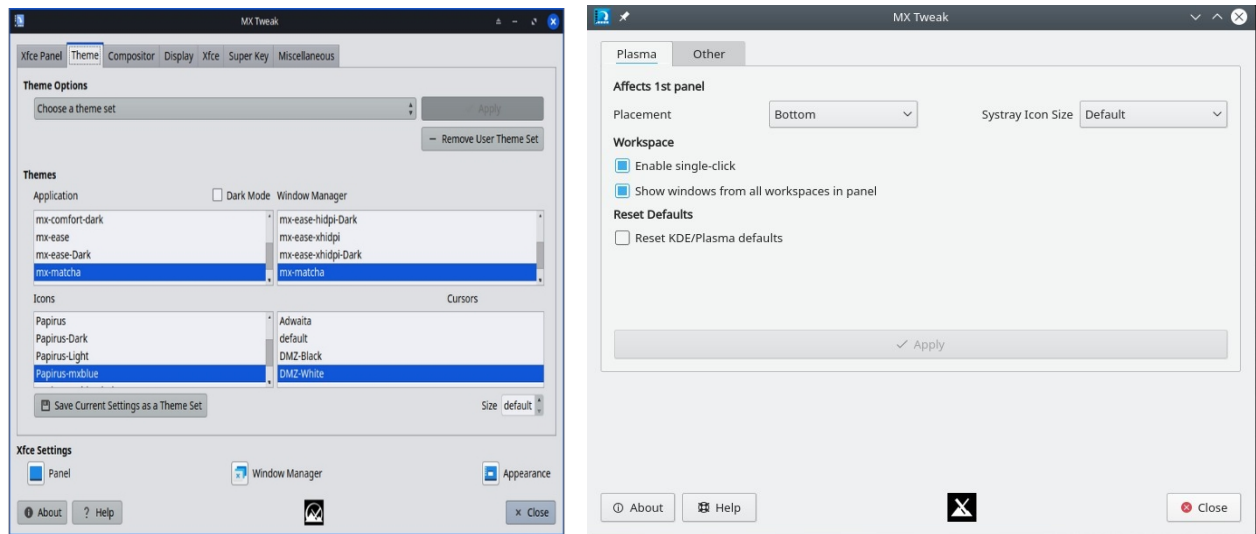 MX Tweak
Xfce Panel Theme Compositor Display Xfce Super Key Miscellaneous
Theme Options
Choose a theme set Apply
Remove User Theme Set
Themes
Application Dark Mode Window Manager
mx-comfort-dark mx-ease-hidpi-Dark
mx-ease mx-ease-xhidpi
mx-ease-Dark mx-ease-xhidpi-Dark
mx-matcha mx-matcha
Icons Cursors
Papirus Adwaita
Papirus-Dark default
Papirus-Light DMZ-Black
Papirus-mxblue DMZ-White
Save Current Settings as a Theme Set Size default
Xfce Settings
Panel Window Manager Appearance
About ? Help × Close
MX Tweak
Plasma Other
Affects 1st panel
Placement Bottom Systray Icon Size Default
Workspace
Enable single-click
Show windows from all workspaces in panel
Reset Defaults
Reset KDE/Plasma defaults
✓ Apply
About Help Close